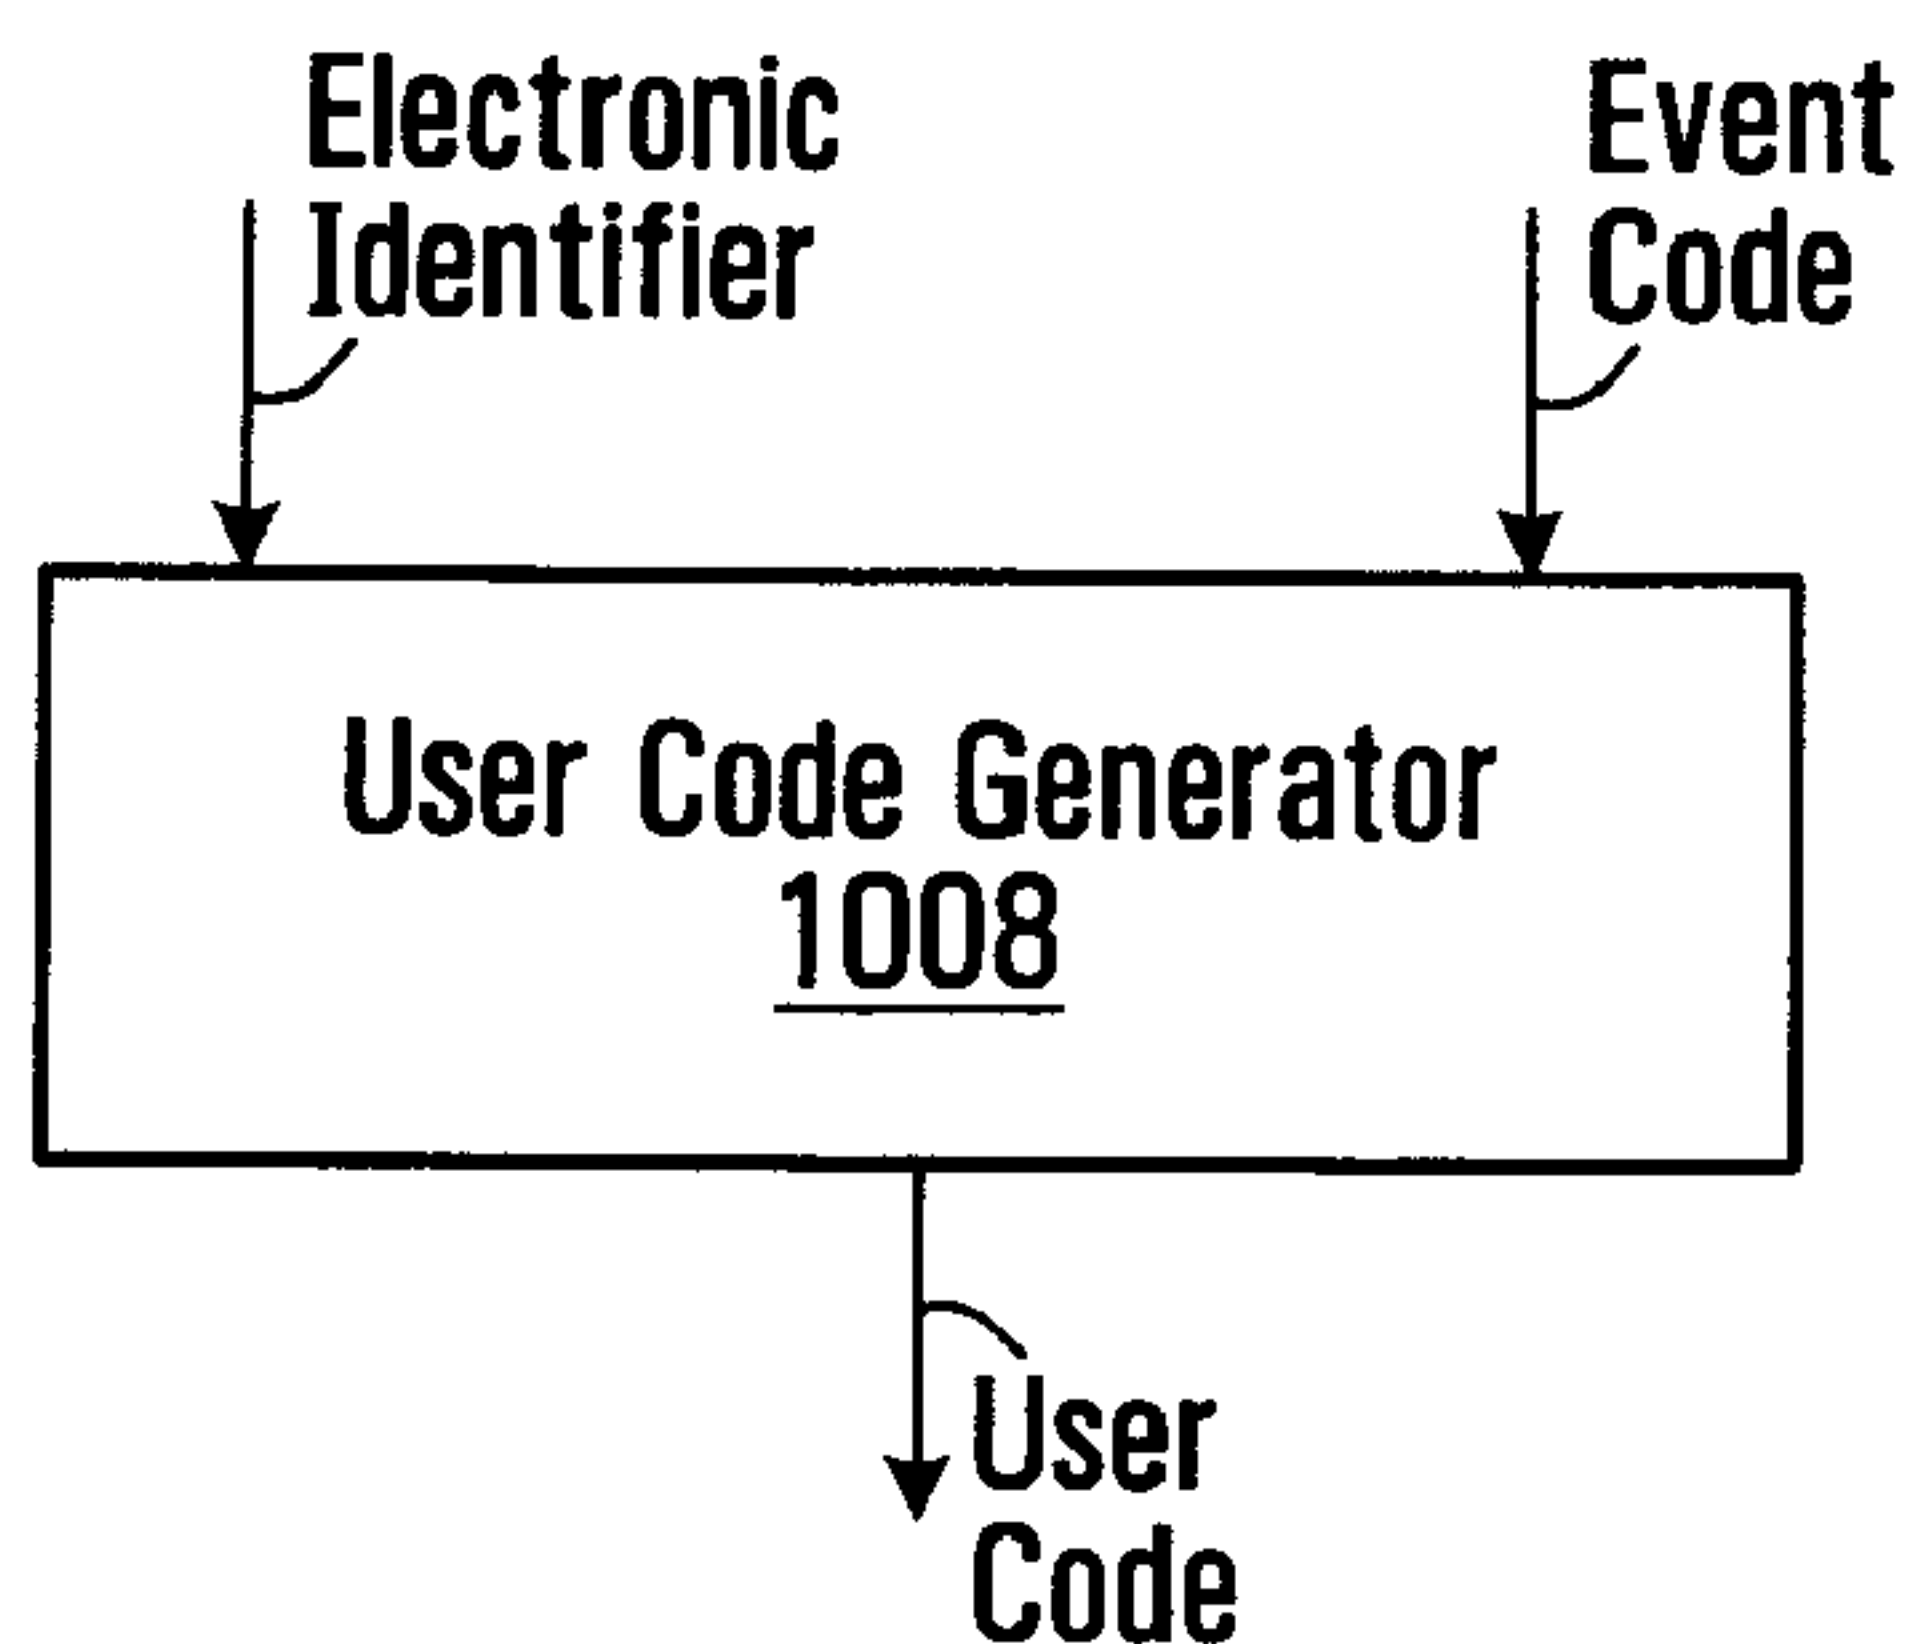 Electronic
Identifier
Event
Code
User Code Generator
1008
User
Code